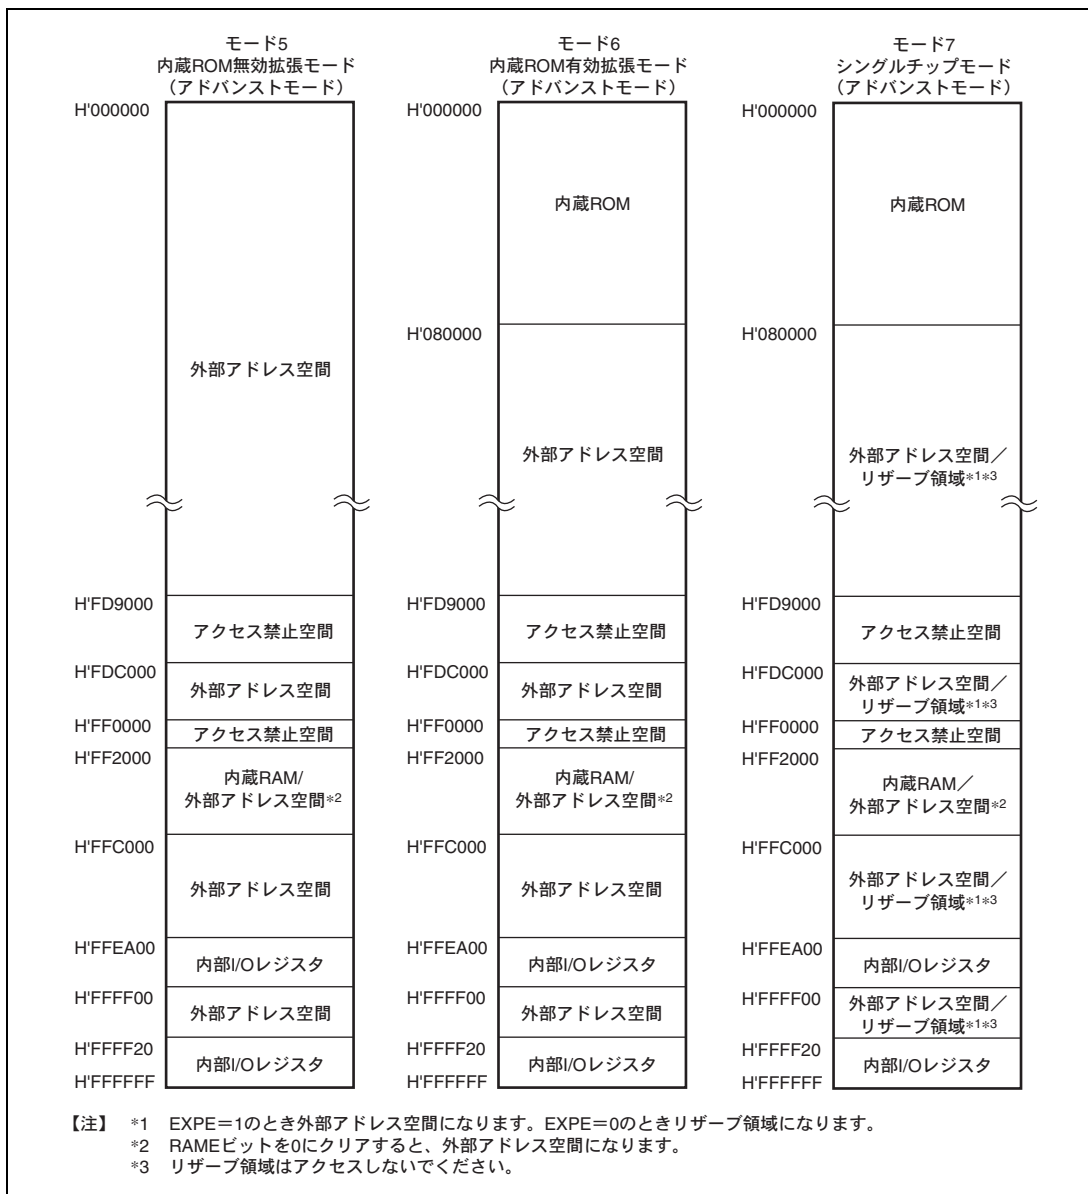 モード5
内蔵ROM無効拡張モード
（アドバンストモード）
H'000000
外部アドレス空間
H'FD9000
アクセス禁止空間
H'FDC000
外部アドレス空間
H'FF0000
アクセス禁止空間
H'FF2000
内蔵RAM/
外部アドレス空間*2
H'FFC000
外部アドレス空間
H'FFEA00
内部I/Oレジスタ
H'FFFF00
外部アドレス空間
H'FFFF20
内部I/Oレジスタ
H'FFFFFF
モード6
内蔵ROM有効拡張モード
（アドバンストモード）
H'000000
内蔵ROM
H'080000
外部アドレス空間
H'FD9000
アクセス禁止空間
H'FDC000
外部アドレス空間
H'FF0000
アクセス禁止空間
H'FF2000
内蔵RAM/
外部アドレス空間*2
H'FFC000
外部アドレス空間
H'FFEA00
内部I/Oレジスタ
H'FFFF00
外部アドレス空間
H'FFFF20
内部I/Oレジスタ
H'FFFFFF
モード7
シングルチップモード
（アドバンストモード）
H'000000
内蔵ROM
H'080000
外部アドレス空間／
リザーブ領域*1*3
H'FD9000
アクセス禁止空間
H'FDC000
外部アドレス空間／
リザーブ領域*1*3
H'FF0000
アクセス禁止空間
H'FF2000
内蔵RAM／
外部アドレス空間*2
H'FFC000
外部アドレス空間／
リザーブ領域*1*3
H'FFEA00
内部I/Oレジスタ
H'FFFF00
外部アドレス空間／
リザーブ領域*1*3
H'FFFF20
内部I/Oレジスタ
H'FFFFFF
【注】 *1 EXPE＝1のとき外部アドレス空間になります。EXPE＝0のときリザーブ領域になります。
*2 RAMEビットを0にクリアすると、外部アドレス空間になります。
*3 リザーブ領域はアクセスしないでください。